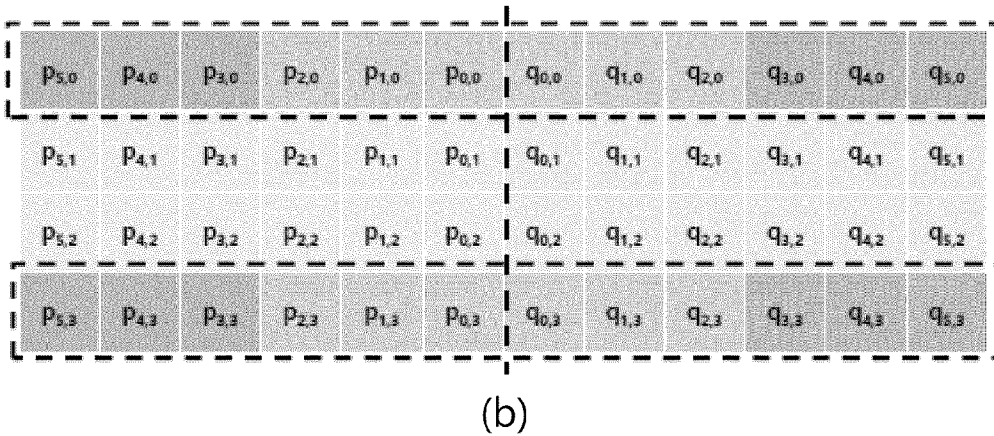 p5,0 p4,0 p3,0 p2,0 p1,0 p0,0 q0,0 q1,0 q2,0 q3,0 q4,0 q5,0
p5,1 p4,1 p3,1 p2,1 p1,1 p0,1 q0,1 q1,1 q2,1 q3,1 q4,1 q5,1
p5,2 p4,2 p3,2 p2,2 p1,2 p0,2 q0,2 q1,2 q2,2 q3,2 q4,2 q5,2
p5,3 p4,3 p3,3 p2,3 p1,3 p0,3 q0,3 q1,3 q2,3 q3,3 q4,3 q5,3
(b)